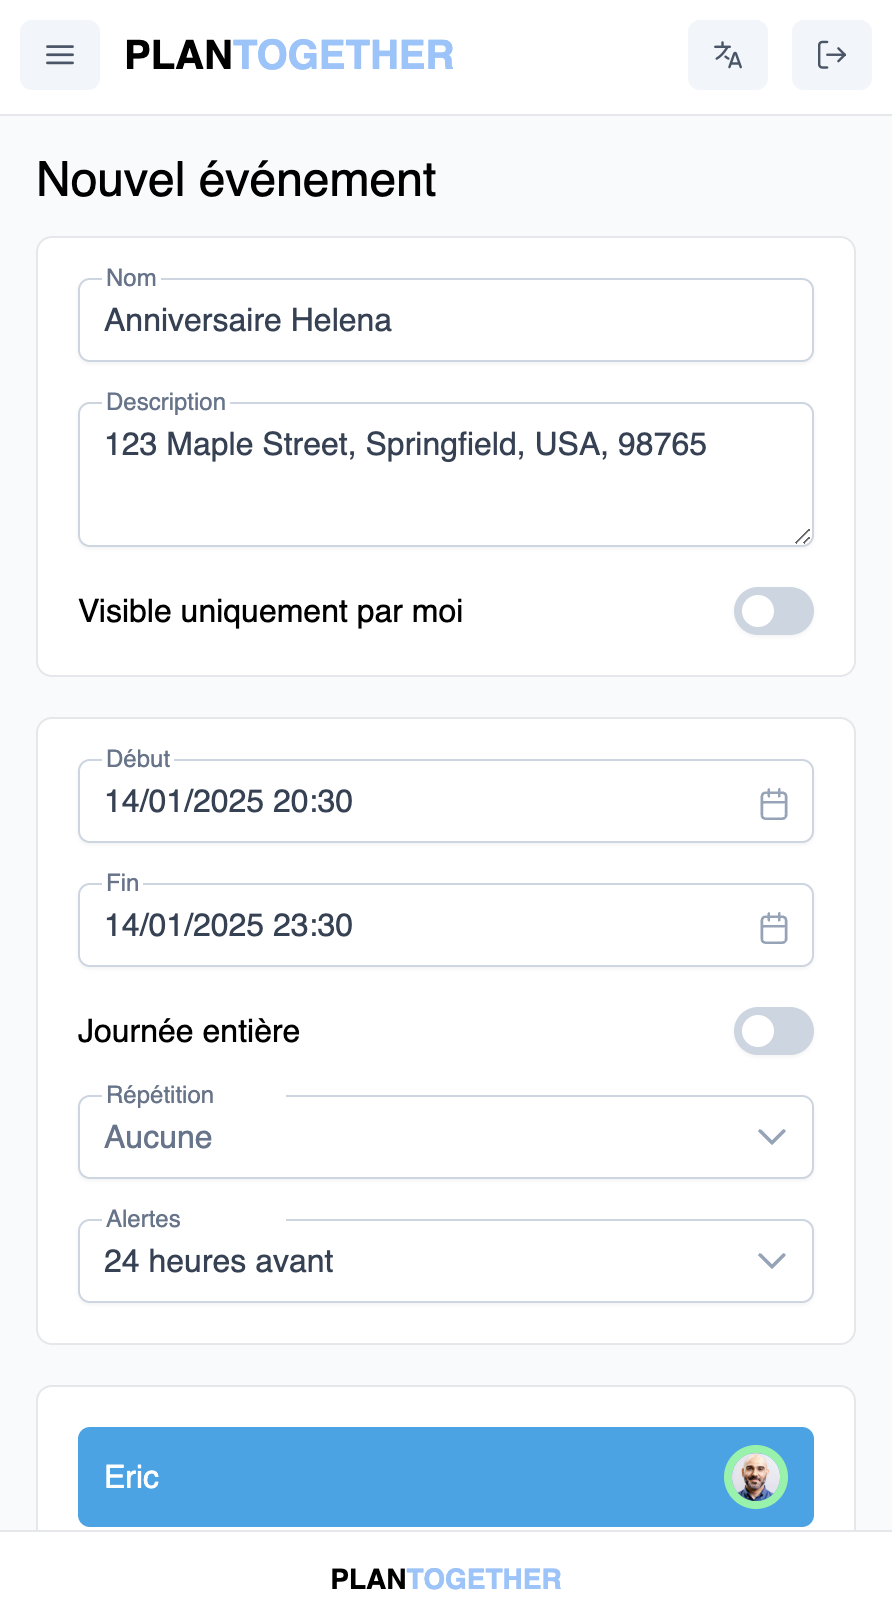 PLANTOGETHER
Nouvel événement
Nom
Anniversaire Helena
Description
123 Maple Street, Springfield, USA, 98765
Visible uniquement par moi
Début
14/01/2025 20:30
Fin
14/01/2025 23:30
Journée entière
Répétition
Aucune
Alertes
24 heures avant
Eric
PLANTOGETHER